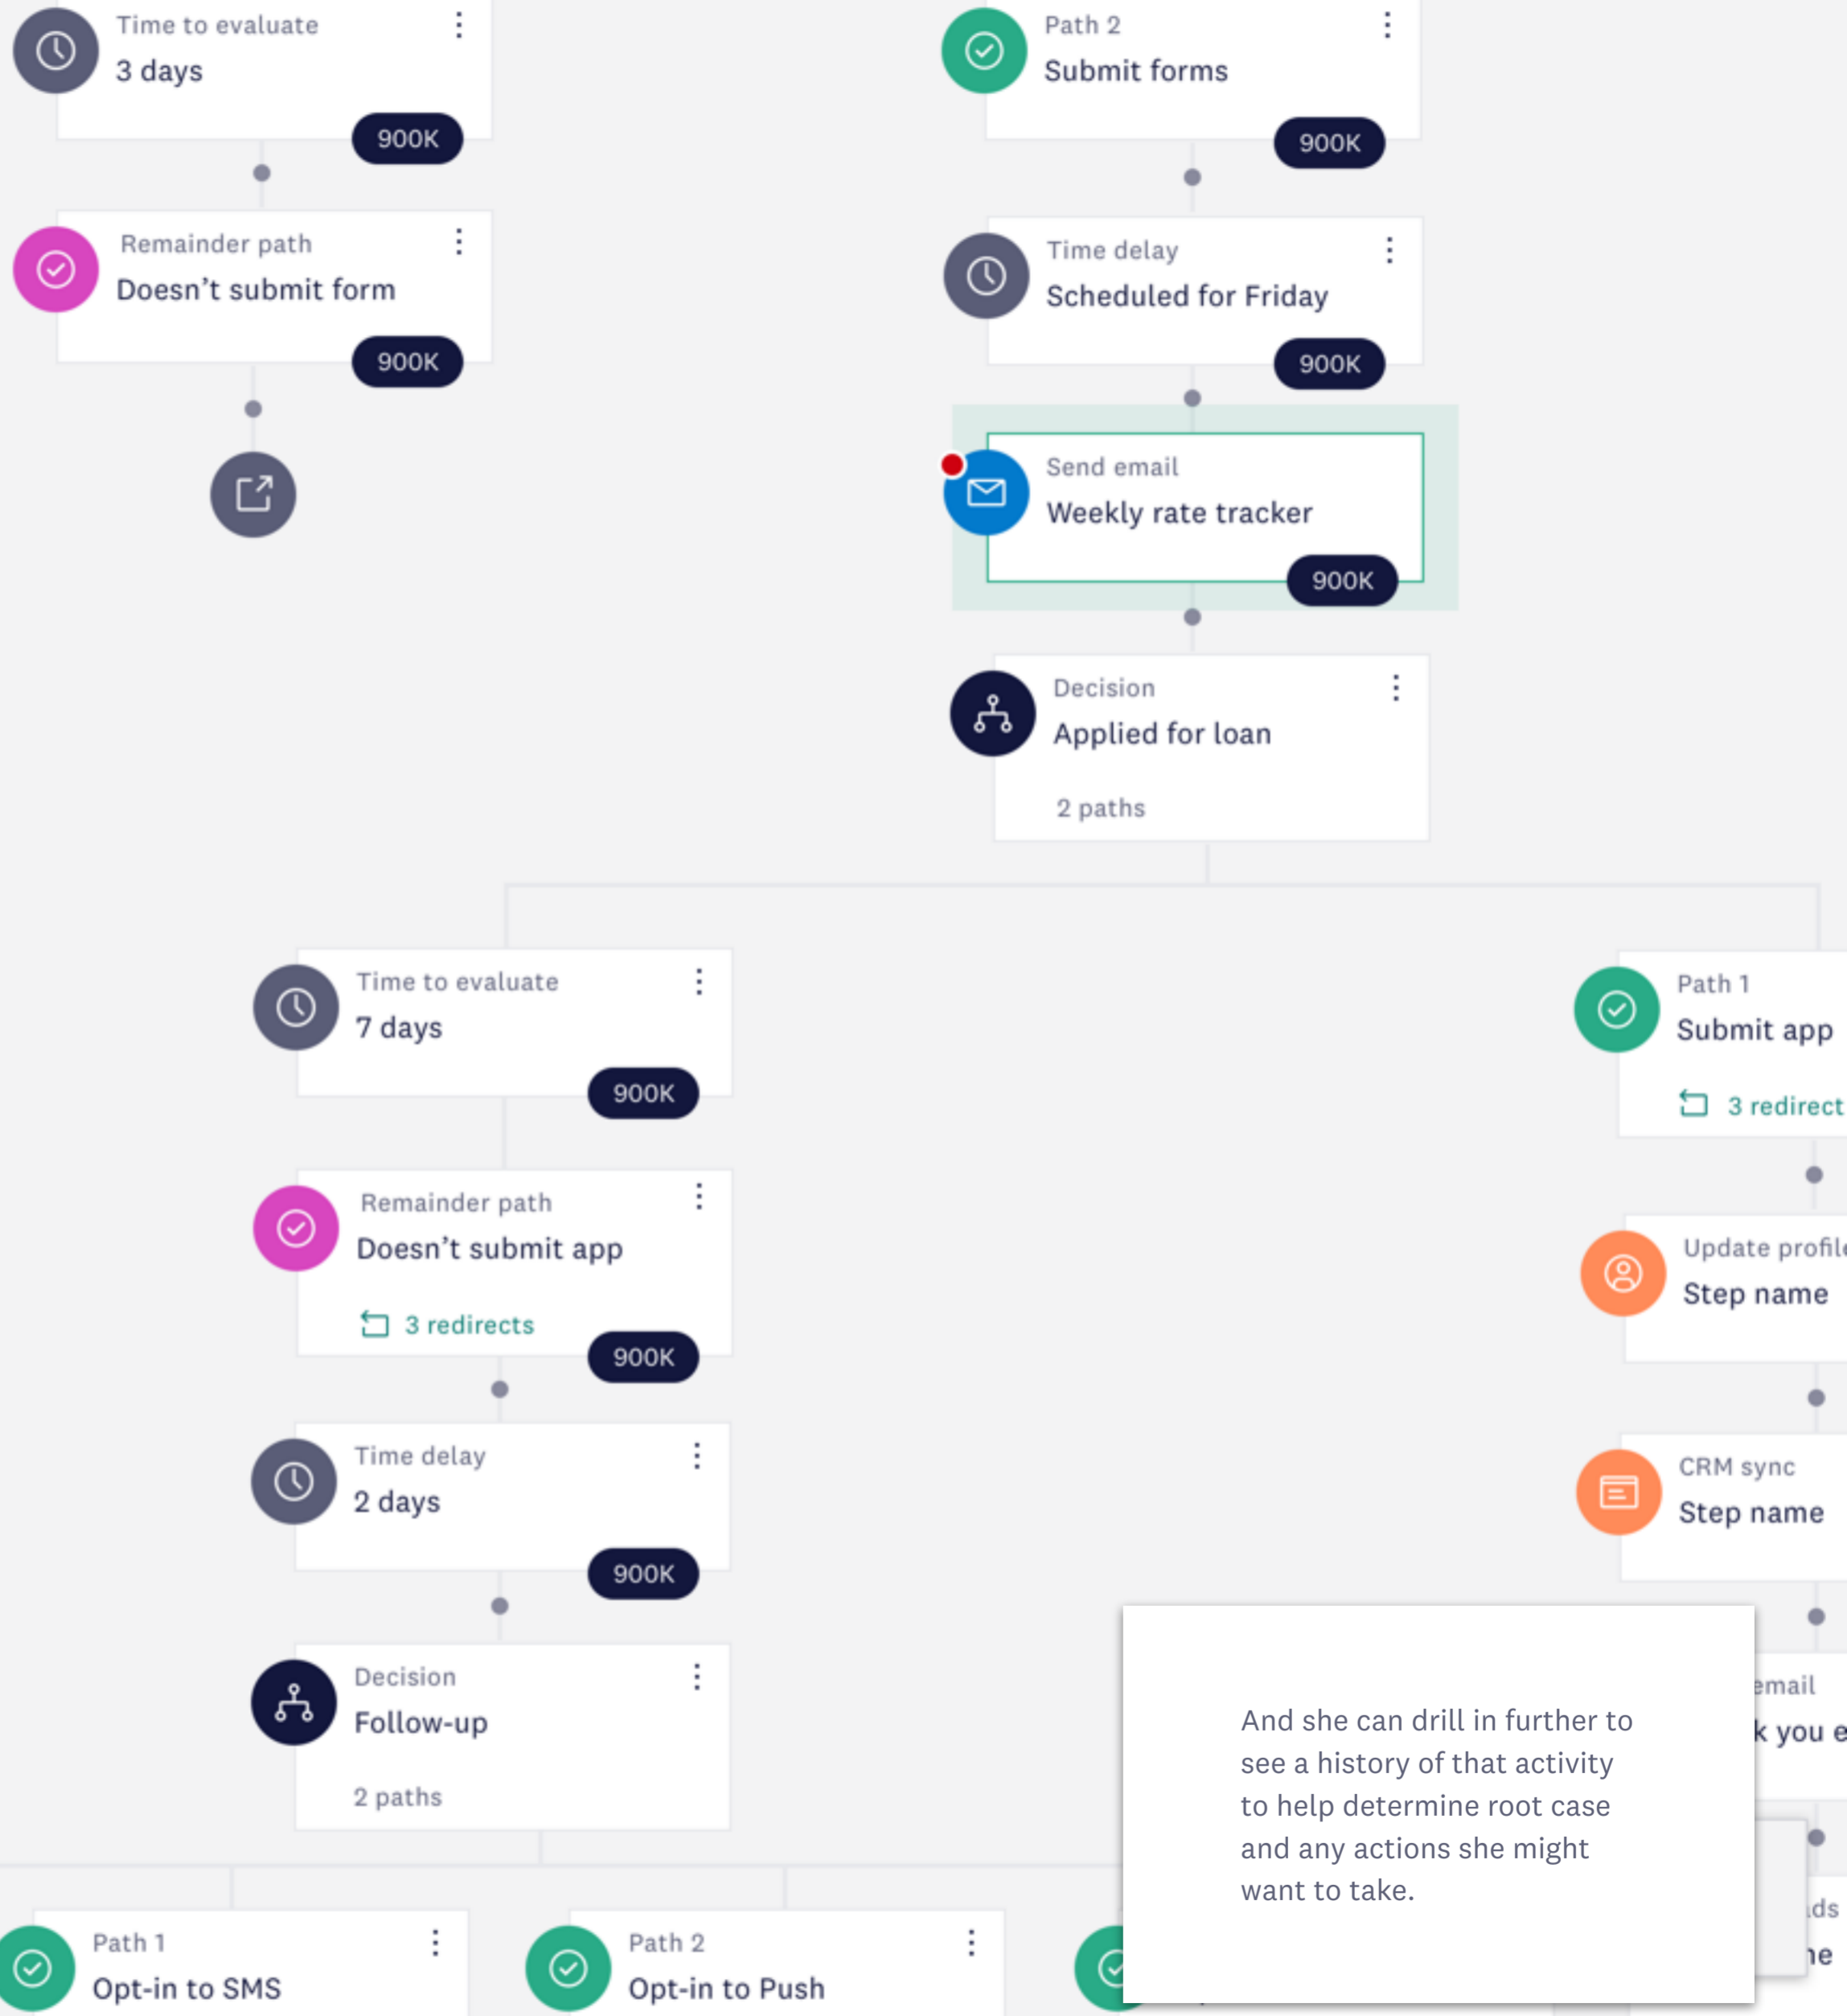 Time to evaluate
3 days
900K
Remainder path
Doesn't submit form
900K
Path 2
Submit forms
900K
Time delay
Scheduled for Friday
900K
Send email
Weekly rate tracker
900K
Decision
Applied for loan
2 paths
Time to evaluate
7 days
900K
Remainder path
Doesn't submit app
3 redirects
900K
Time delay
2 days
900K
Decision
Follow-up
2 paths
Path 1
Opt-in to SMS
Path 2
Opt-in to Push
Path 1
Submit app
3 redirect
Update profile
Step name
CRM sync
Step name
email
you
And she can drill in further to
see a history of that activity
to help determine root case
and any actions she might
want to take.